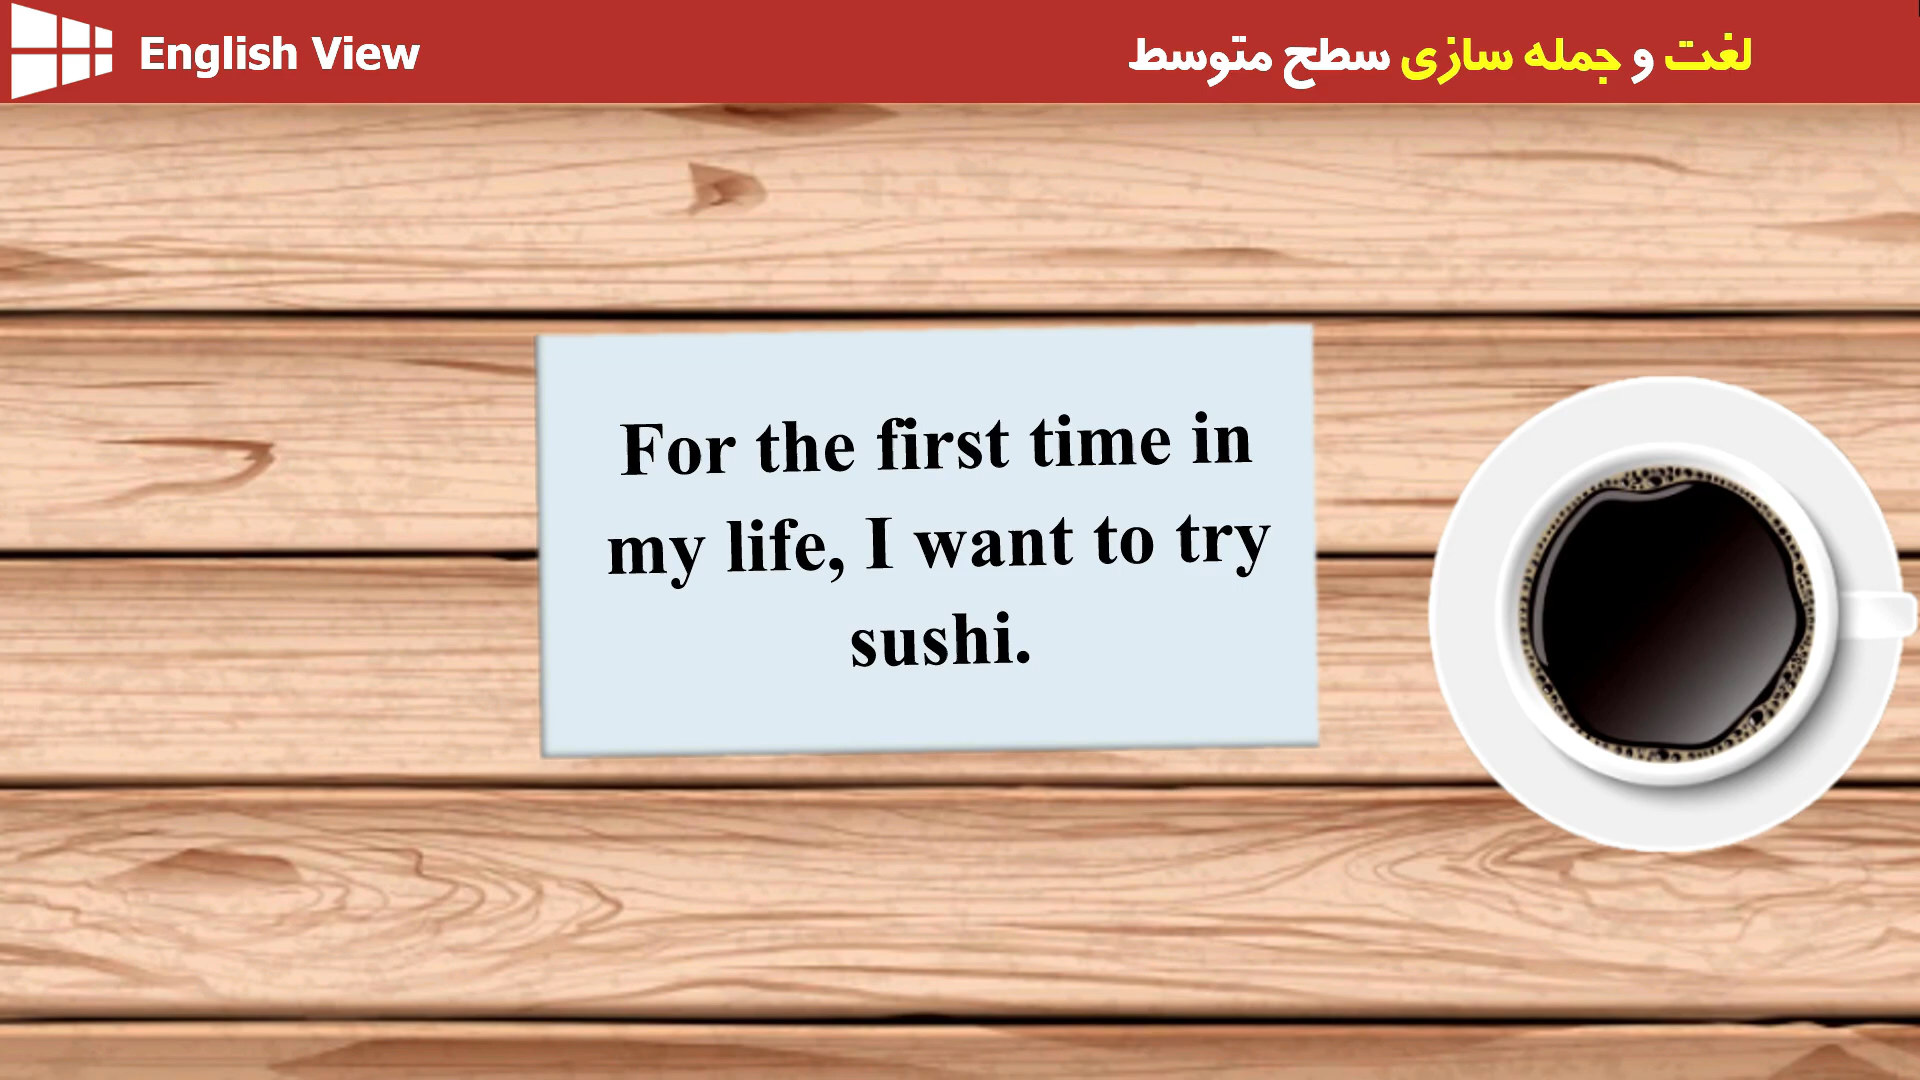 English View
لغت و جمله سازی سطح متوسط
For the first time in
my life, I want to try
sushi.